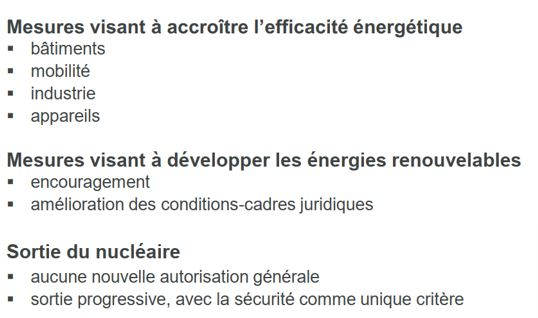 Mesures visant à accroître l’efficacité énergétique
▪ bâtiments
▪ mobilité
▪ industrie
▪ appareils
Mesures visant à développer les énergies renouvelables
▪ encouragement
▪ amélioration des conditions-cadres juridiques
Sortie du nucléaire
▪ aucune nouvelle autorisation générale
▪ sortie progressive, avec la sécurité comme unique critère